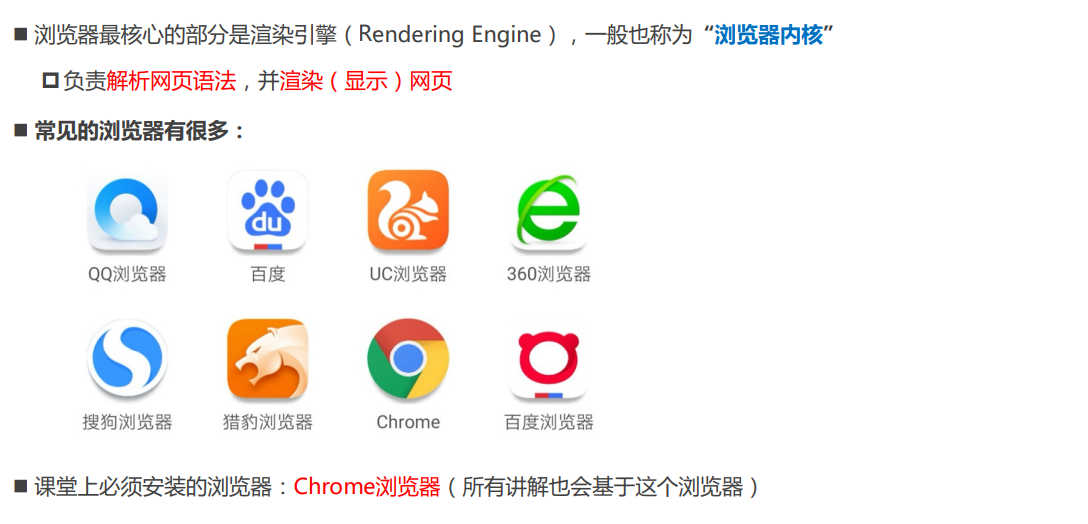 浏览器最核心的部分是渲染引擎（Rendering Engine），一般也称为“浏览器内核”
负责解析网页语法，并渲染（显示）网页
常见的浏览器有很多：
du
QQ浏览器 百度 UC浏览器 360浏览器
搜狗浏览器 猎豹浏览器 Chrome 百度浏览器
课堂上必须安装的浏览器：Chrome浏览器（所有讲解也会基于这个浏览器）